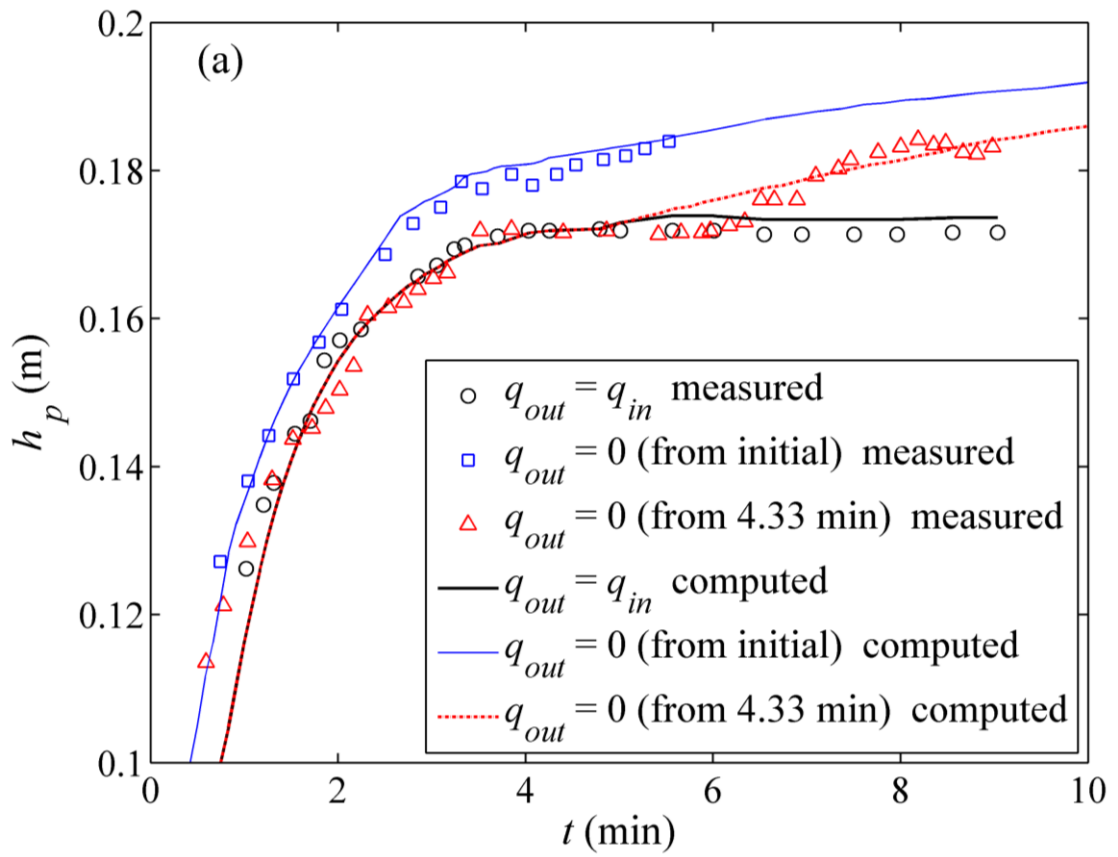 (a)
0.2
0.18
0.16
0.14
0.12
0.1
h_p (m)
q_out = q_in measured
q_out = 0 (from initial) measured
q_out = 0 (from 4.33 min) measured
q_out = q_in computed
q_out = 0 (from initial) computed
q_out = 0 (from 4.33 min) computed
0 2 4 6 8 10
t (min)